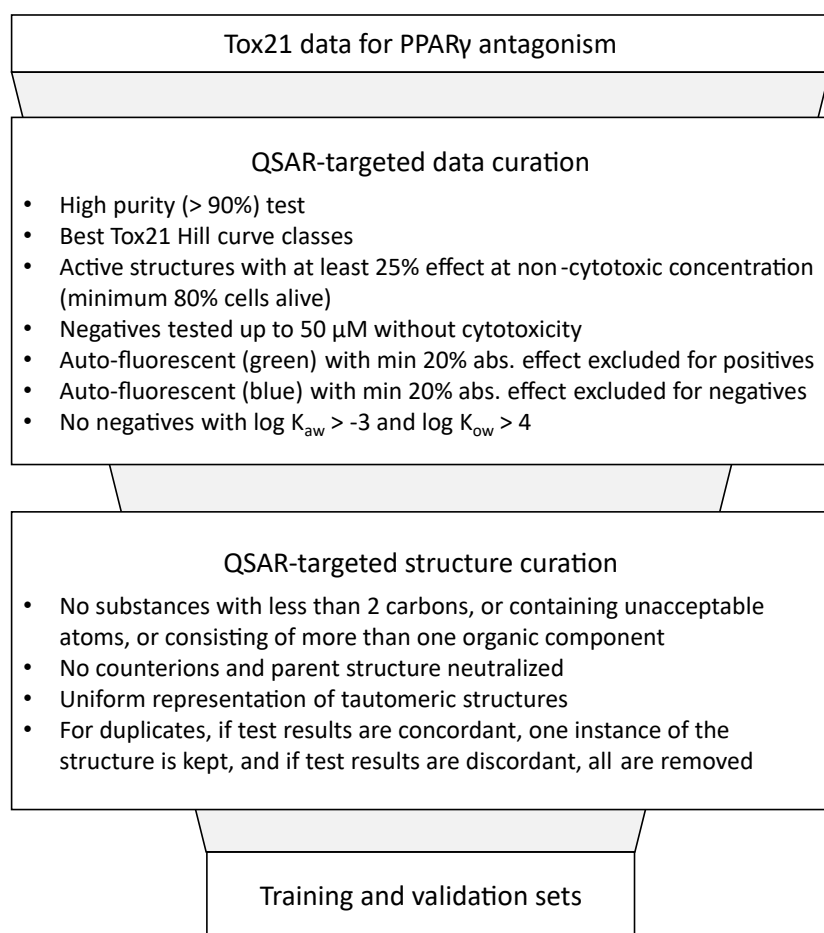 Tox21 data for PPARγ antagonism
QSAR-targeted data curation
• High purity (> 90%) test
• Best Tox21 Hill curve classes
• Active structures with at least 25% effect at non-cytotoxic concentration
(minimum 80% cells alive)
• Negatives tested up to 50 µM without cytotoxicity
• Auto-fluorescent (green) with min 20% abs. effect excluded for positives
• Auto-fluorescent (blue) with min 20% abs. effect excluded for negatives
• No negatives with log Kaw > -3 and log Kow > 4
QSAR-targeted structure curation
• No substances with less than 2 carbons, or containing unacceptable
atoms, or consisting of more than one organic component
• No counterions and parent structure neutralized
• Uniform representation of tautomeric structures
• For duplicates, if test results are concordant, one instance of the
structure is kept, and if test results are discordant, all are removed
Training and validation sets